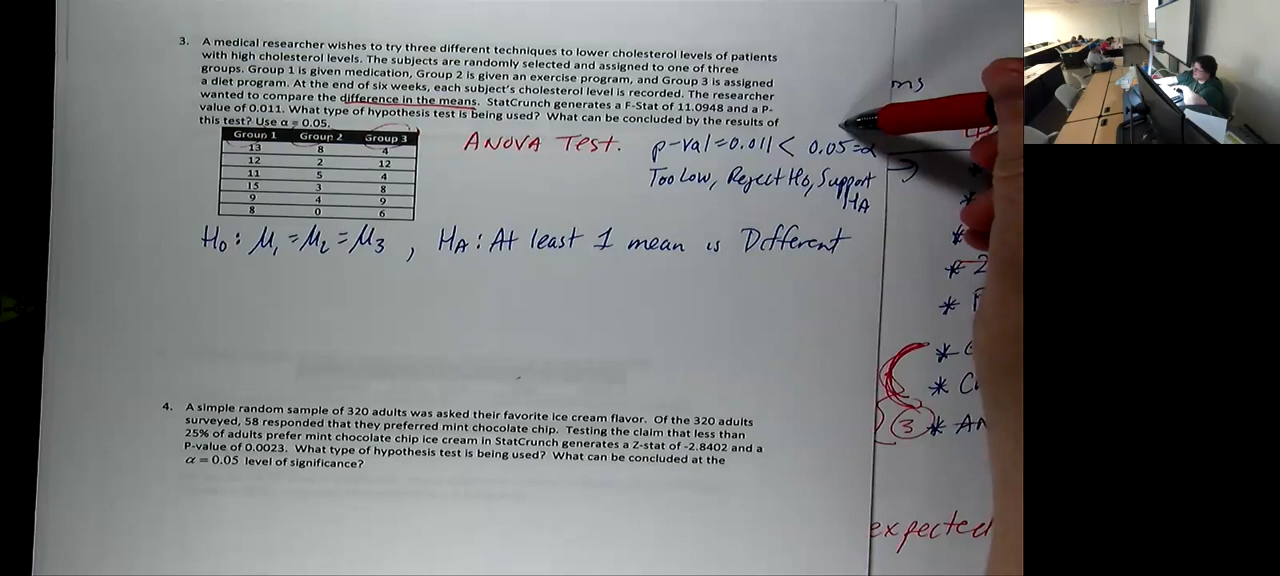 3. A medical researcher wishes to try three different techniques to lower cholesterol levels of patients
with high cholesterol levels. The subjects are randomly selected and assigned to one of three
groups. Group 1 is given medication, Group 2 is given an exercise program, and Group 3 is assigned
a diet program. At the end of six weeks, each subject's cholesterol level is recorded. The researcher
wanted to compare the difference in the means. StatCrunch generates a F-Stat of 11.0948 and a P-
value of 0.011. What type of hypothesis test is being used? What can be concluded by the results of
this test? Use α = 0.05.
Group 1 Group 2 Group 3
13 8 4
12 2 12
11 5 4
15 3 8
9 4 9
8 0 6
ANOVA Test.
p-val=0.011 < 0.05=α
Too Low, Reject H0, Support
HA
H0: μ1=μ2=μ3, HA: At least 1 mean is Different
4. A simple random sample of 320 adults was asked their favorite ice cream flavor. Of the 320 adults
surveyed, 58 responded that they preferred mint chocolate chip. Testing the claim that less than
25% of adults prefer mint chocolate chip ice cream in StatCrunch generates a Z-stat of -2.8402 and a
P-value of 0.0023. What type of hypothesis test is being used? What can be concluded at the
α = 0.05 level of significance?
ms
* 2
3 *
expected